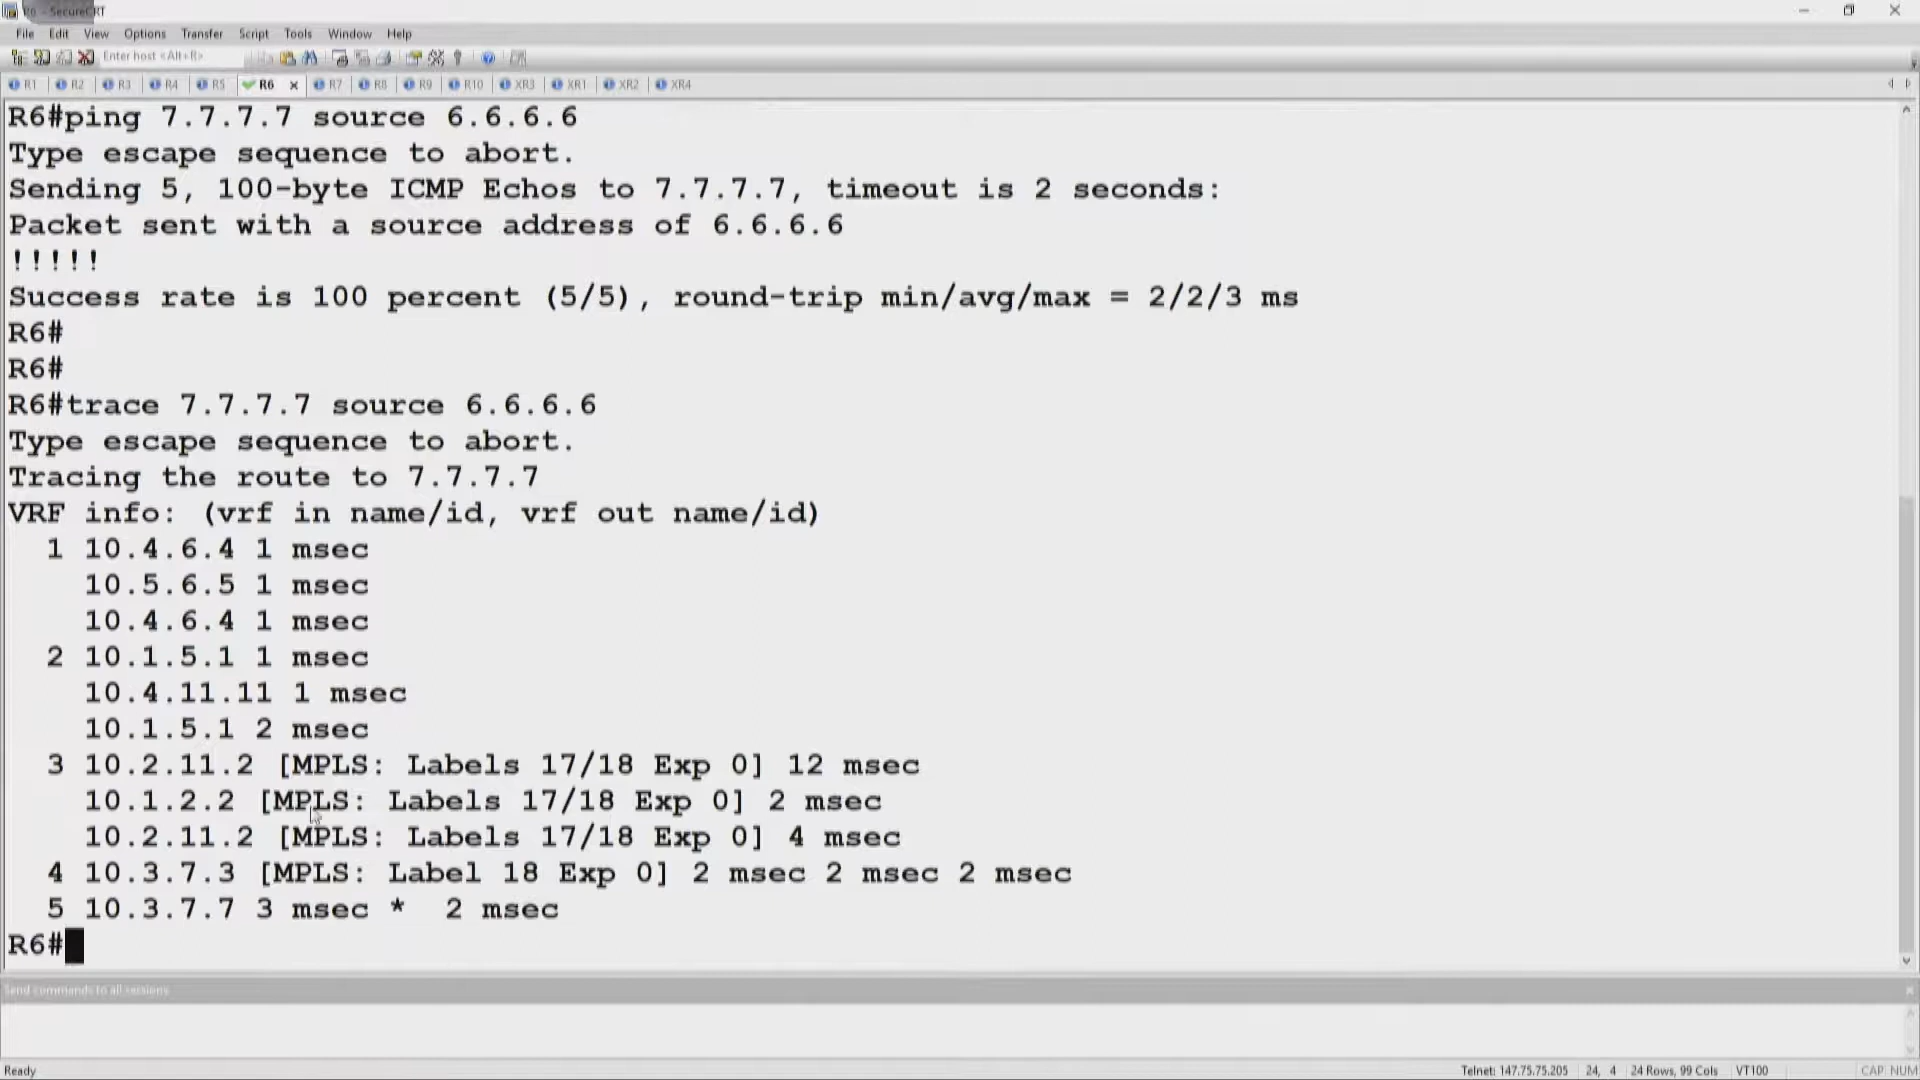 R6 - SecureCRT
File Edit View Options Transfer Script Tools Window Help
Enter host <Alt+R>
R1 R2 R3 R4 R5 R6 R7 R8 R9 R10 XR3 XR1 XR2 XR4
R6#ping 7.7.7.7 source 6.6.6.6
Type escape sequence to abort.
Sending 5, 100-byte ICMP Echos to 7.7.7.7, timeout is 2 seconds:
Packet sent with a source address of 6.6.6.6
!!!!!
Success rate is 100 percent (5/5), round-trip min/avg/max = 2/2/3 ms
R6#
R6#
R6#trace 7.7.7.7 source 6.6.6.6
Type escape sequence to abort.
Tracing the route to 7.7.7.7
VRF info: (vrf in name/id, vrf out name/id)
1 10.4.6.4 1 msec
10.5.6.5 1 msec
10.4.6.4 1 msec
2 10.1.5.1 1 msec
10.4.11.11 1 msec
10.1.5.1 2 msec
3 10.2.11.2 [MPLS: Labels 17/18 Exp 0] 12 msec
10.1.2.2 [MPLS: Labels 17/18 Exp 0] 2 msec
10.2.11.2 [MPLS: Labels 17/18 Exp 0] 4 msec
4 10.3.7.3 [MPLS: Label 18 Exp 0] 2 msec 2 msec 2 msec
5 10.3.7.7 3 msec * 2 msec
R6#
Send commands to all sessions
Ready Telnet: 147.75.75.205 24, 4 24 Rows, 99 Cols VT100 CAP NUM